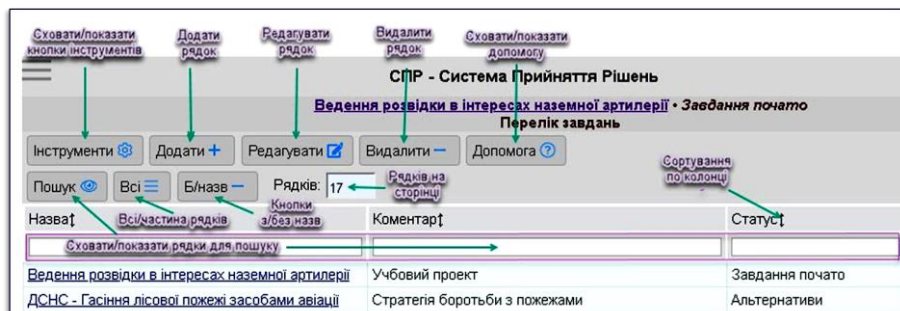 Сховати/показати
кнопки інструментів
Додати
рядок
Редагувати
рядок
Видалити
рядок
Сховати/показати
допомогу
СПР - Система Прийняття Рішень
Ведення розвідки в інтересах наземної артилерії • Завдання почато
Перелік завдань
Інструменти Додати + Редагувати Видалити − Допомога ?
Сортування
по колонці
Пошук Всі Б/назв − Рядків: 17
Рядків на
сторінці
Кнопки
з/без назв
Всі/частина рядків
Назва Коментар Статус
Сховати/показати рядки для пошуку
Ведення розвідки в інтересах наземної артилерії Учбовий проект Завдання почато
ДСНС - Гасіння лісової пожежі засобами авіації Стратегія боротьби з пожежами Альтернативи